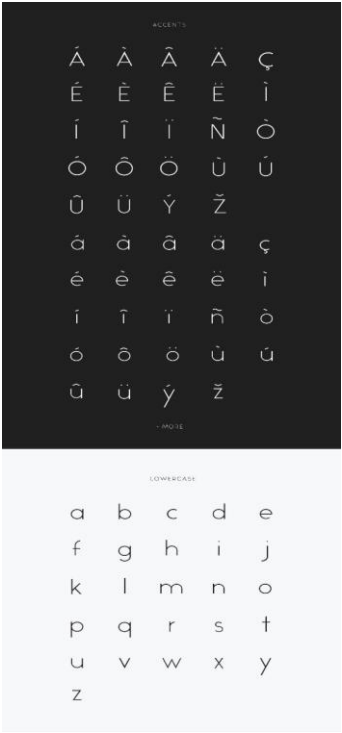 ACCENTS
Á À Â Ä Ç
É È Ê Ë Ì
Í Î Ï Ñ Ò
Ó Ô Ö Ù Ú
Û Ü Ý Ž
á à â ä ç
é è ê ë ì
í î ï ñ ò
ó ô ö ù ú
û ü ý ž
+ MORE
LOWERCASE
a b c d e
f g h i j
k l m n o
p q r s t
u v w x y
z